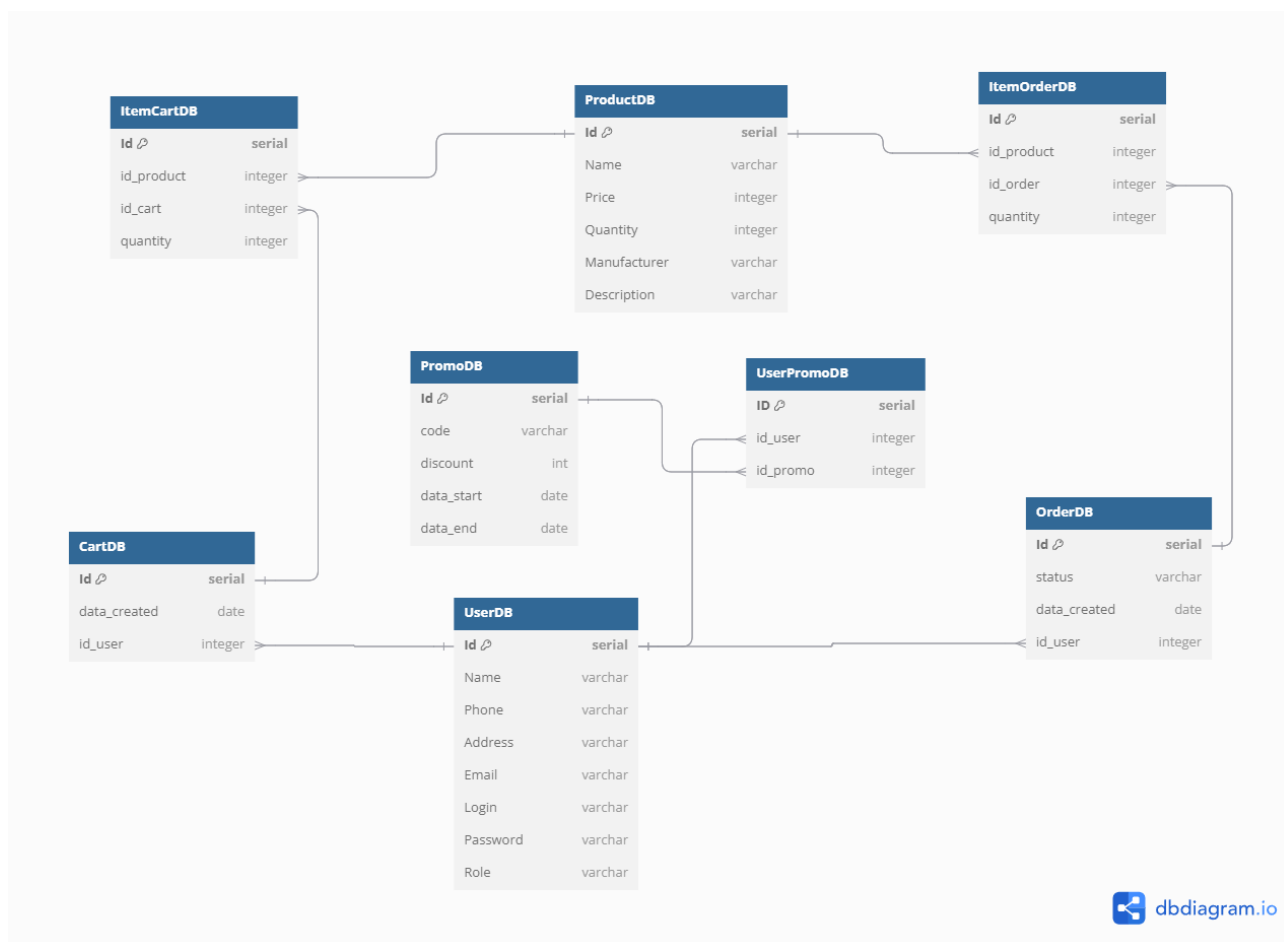 ItemCartDB
Id serial
id_product integer
id_cart integer
quantity integer
ProductDB
Id serial
Name varchar
Price integer
Quantity integer
Manufacturer varchar
Description varchar
ItemOrderDB
Id serial
id_product integer
id_order integer
quantity integer
PromoDB
Id serial
code varchar
discount int
data_start date
data_end date
UserPromoDB
ID serial
id_user integer
id_promo integer
CartDB
Id serial
data_created date
id_user integer
UserDB
Id serial
Name varchar
Phone varchar
Address varchar
Email varchar
Login varchar
Password varchar
Role varchar
OrderDB
Id serial
status varchar
data_created date
id_user integer
dbdiagram.io